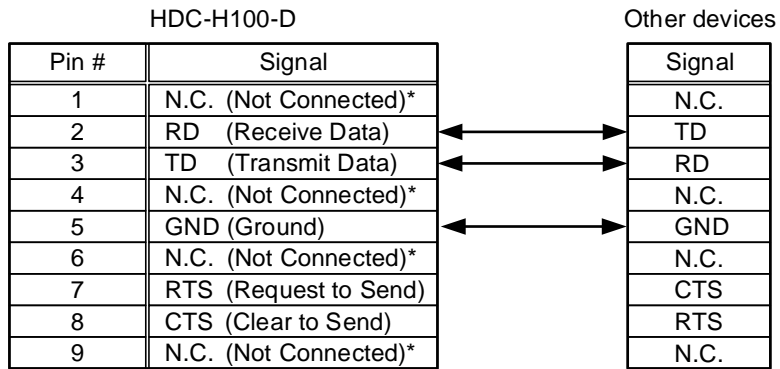 HDC-H100-D Other devices
Pin # Signal Signal
1 N.C. (Not Connected)* N.C.
2 RD (Receive Data) TD
3 TD (Transmit Data) RD
4 N.C. (Not Connected)* N.C.
5 GND (Ground) GND
6 N.C. (Not Connected)* N.C.
7 RTS (Request to Send) CTS
8 CTS (Clear to Send) RTS
9 N.C. (Not Connected)* N.C.